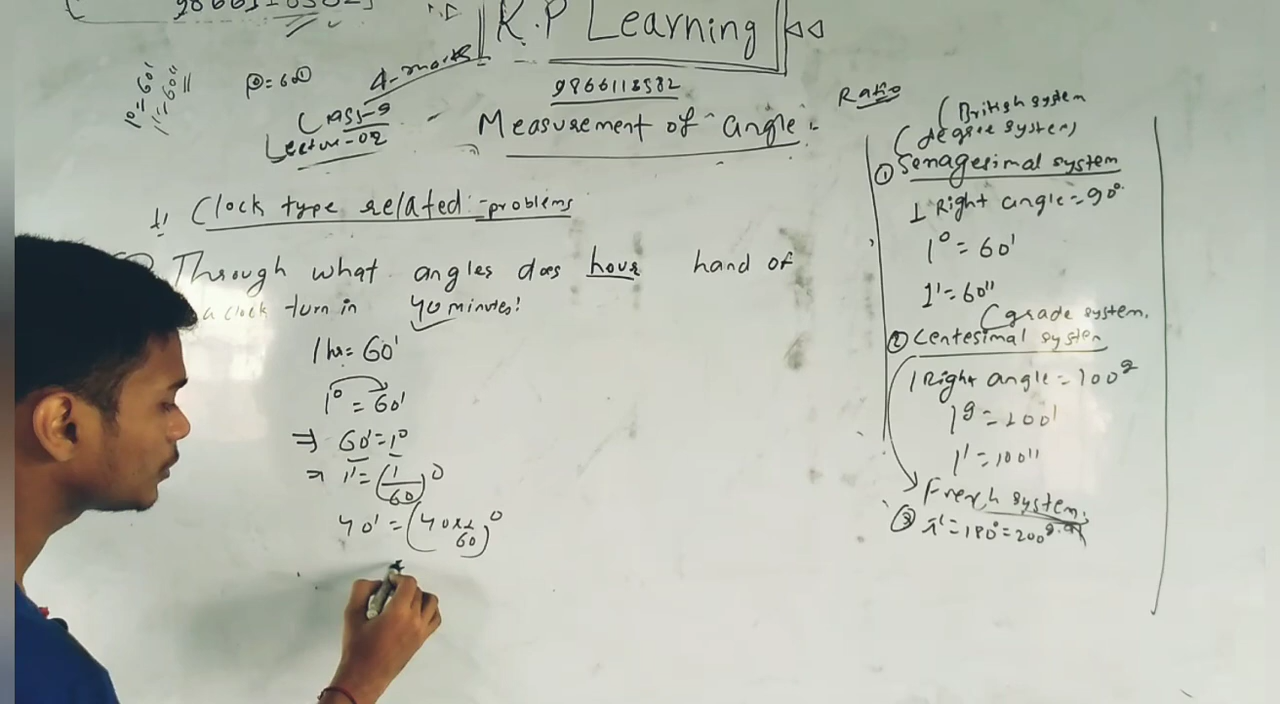 K.P Learning
9866118582
4-marks
1°=60'
1'=60''
Class-9
Lecture-02
Measurement of angle:
1) Clock type related-problems
Through what angles does hour hand of
a clock turn in 40 minutes!
1hr=60'
1°=60'
⇒ 60'=1°
⇒ 1'=(1/60)°
40'=(40×1/60)°
Ratio
(British system
(degree system)
① Senagesimal system
1 Right angle=90°
1°=60'
1'=60''
(grade system.
② Centesimal system
1 Right angle=100g
1g=100'
1'=100''
French system.
③ π=180°=200g